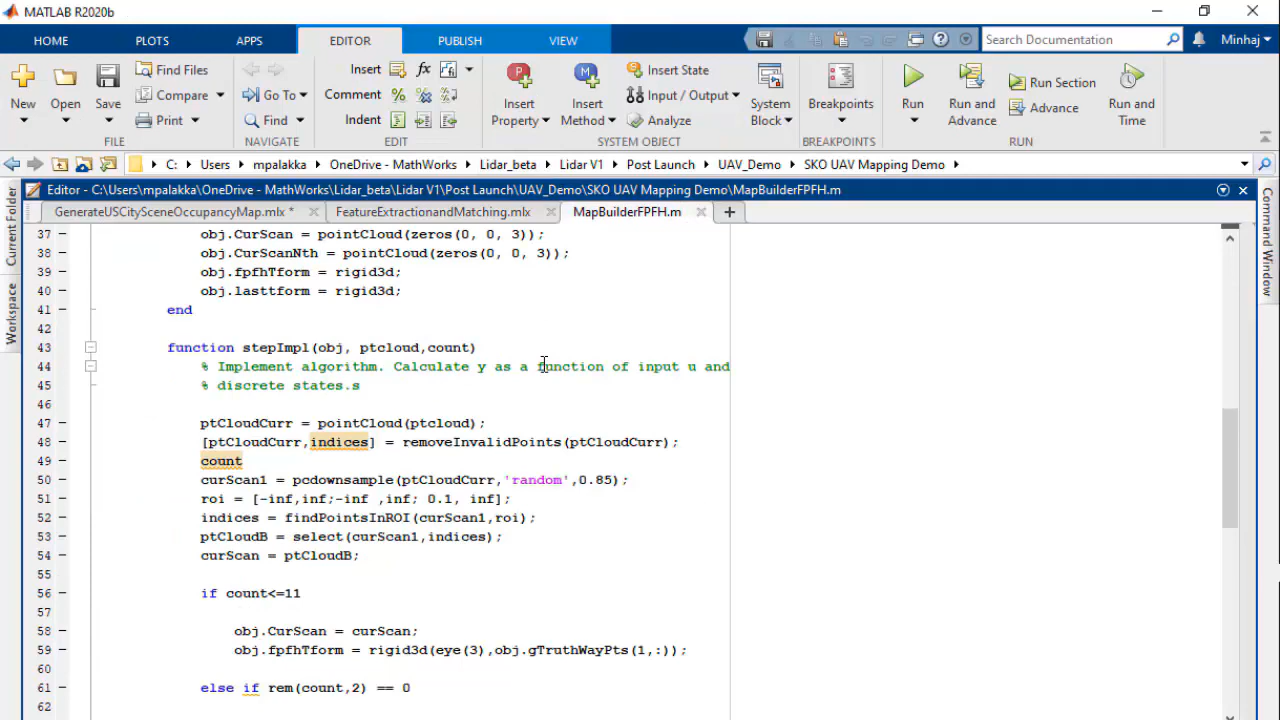 MATLAB R2020b
HOME PLOTS APPS EDITOR PUBLISH VIEW Search Documentation Minhaj
New Open Save Find Files Compare Print
Go To Find
Insert fx
Comment %
Indent
Insert Property
Insert Method
Insert State
Input / Output
Analyze
System Block
Breakpoints
Run
Run and Advance
Run Section
Advance
Run and Time
FILE NAVIGATE EDIT SYSTEM OBJECT BREAKPOINTS RUN
C: ▸ Users ▸ mpalakka ▸ OneDrive - MathWorks ▸ Lidar_beta ▸ Lidar V1 ▸ Post Launch ▸ UAV_Demo ▸ SKO UAV Mapping Demo ▸
Editor - C:\Users\mpalakka\OneDrive - MathWorks\Lidar_beta\Lidar V1\Post Launch\UAV_Demo\SKO UAV Mapping Demo\MapBuilderFPFH.m
GenerateUSCitySceneOccupancyMap.mlx * FeatureExtractionandMatching.mlx MapBuilderFPFH.m
Current Folder
Workspace
Command Window
37 – obj.CurScan = pointCloud(zeros(0, 0, 3));
38 – obj.CurScanNth = pointCloud(zeros(0, 0, 3));
39 – obj.fpfhTform = rigid3d;
40 – obj.lasttform = rigid3d;
41 – end
42
43 – function stepImpl(obj, ptcloud,count)
44 % Implement algorithm. Calculate y as a function of input u and
45 % discrete states.s
46
47 – ptCloudCurr = pointCloud(ptcloud);
48 – [ptCloudCurr,indices] = removeInvalidPoints(ptCloudCurr);
49 – count
50 – curScan1 = pcdownsample(ptCloudCurr,'random',0.85);
51 – roi = [-inf,inf;-inf ,inf; 0.1, inf];
52 – indices = findPointsInROI(curScan1,roi);
53 – ptCloudB = select(curScan1,indices);
54 – curScan = ptCloudB;
55
56 – if count<=11
57
58 – obj.CurScan = curScan;
59 – obj.fpfhTform = rigid3d(eye(3),obj.gTruthWayPts(1,:));
60
61 – else if rem(count,2) == 0
62